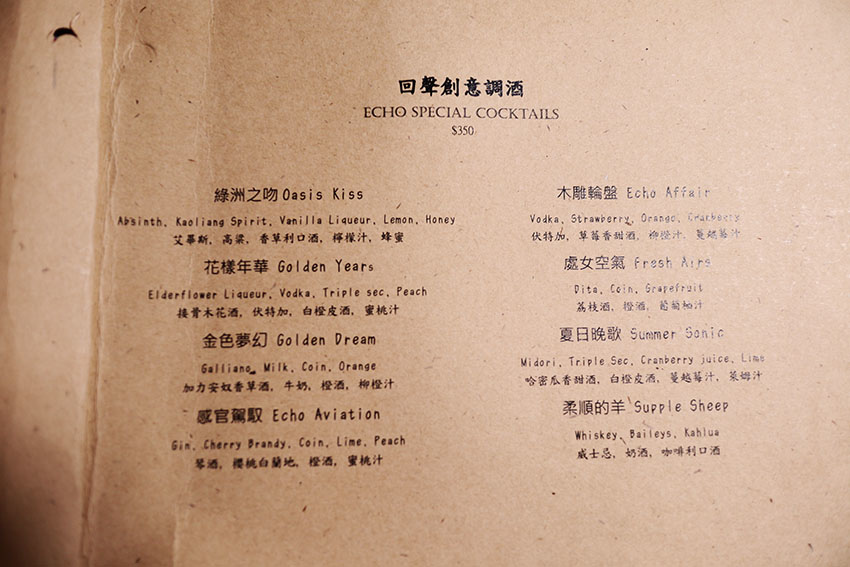 回聲創意調酒
ECHO SPECIAL COCKTAILS
$350
綠洲之吻 Oasis Kiss
Absinth, Kaoliang Spirit, Vanilla Liqueur, Lemon, Honey
艾華斯, 高粱, 香草利口酒, 檸檬汁, 蜂蜜
花樣年華 Golden Years
Elderflower Liqueur, Vodka, Triple sec, Peach
接骨木花酒, 伏特加, 白橙皮酒, 蜜桃汁
金色夢幻 Golden Dream
Galliano, Milk, Coin, Orange
加力安奴香草酒, 牛奶, 橙酒, 柳橙汁
感官駕馭 Echo Aviation
Gin, Cherry Brandy, Coin, Lime, Peach
琴酒, 櫻桃白蘭地, 橙酒, 蜜桃汁
木雕輪盤 Echo Affair
Vodka, Strawberry, Orange, Cranberry
伏特加, 草莓香甜酒, 柳橙汁, 蔓越莓汁
處女空氣 Fresh Airs
Dita, Coin, Grapefruit
荔枝酒, 橙酒, 葡萄柚汁
夏日晚歌 Summer Sonic
Midori, Triple Sec, Cranberry juice, Lime
哈密瓜香甜酒, 白橙皮酒, 蔓越莓汁, 萊姆汁
柔順的羊 Supple Sheep
Whiskey, Baileys, Kahlua
威士忌, 奶酒, 咖啡利口酒